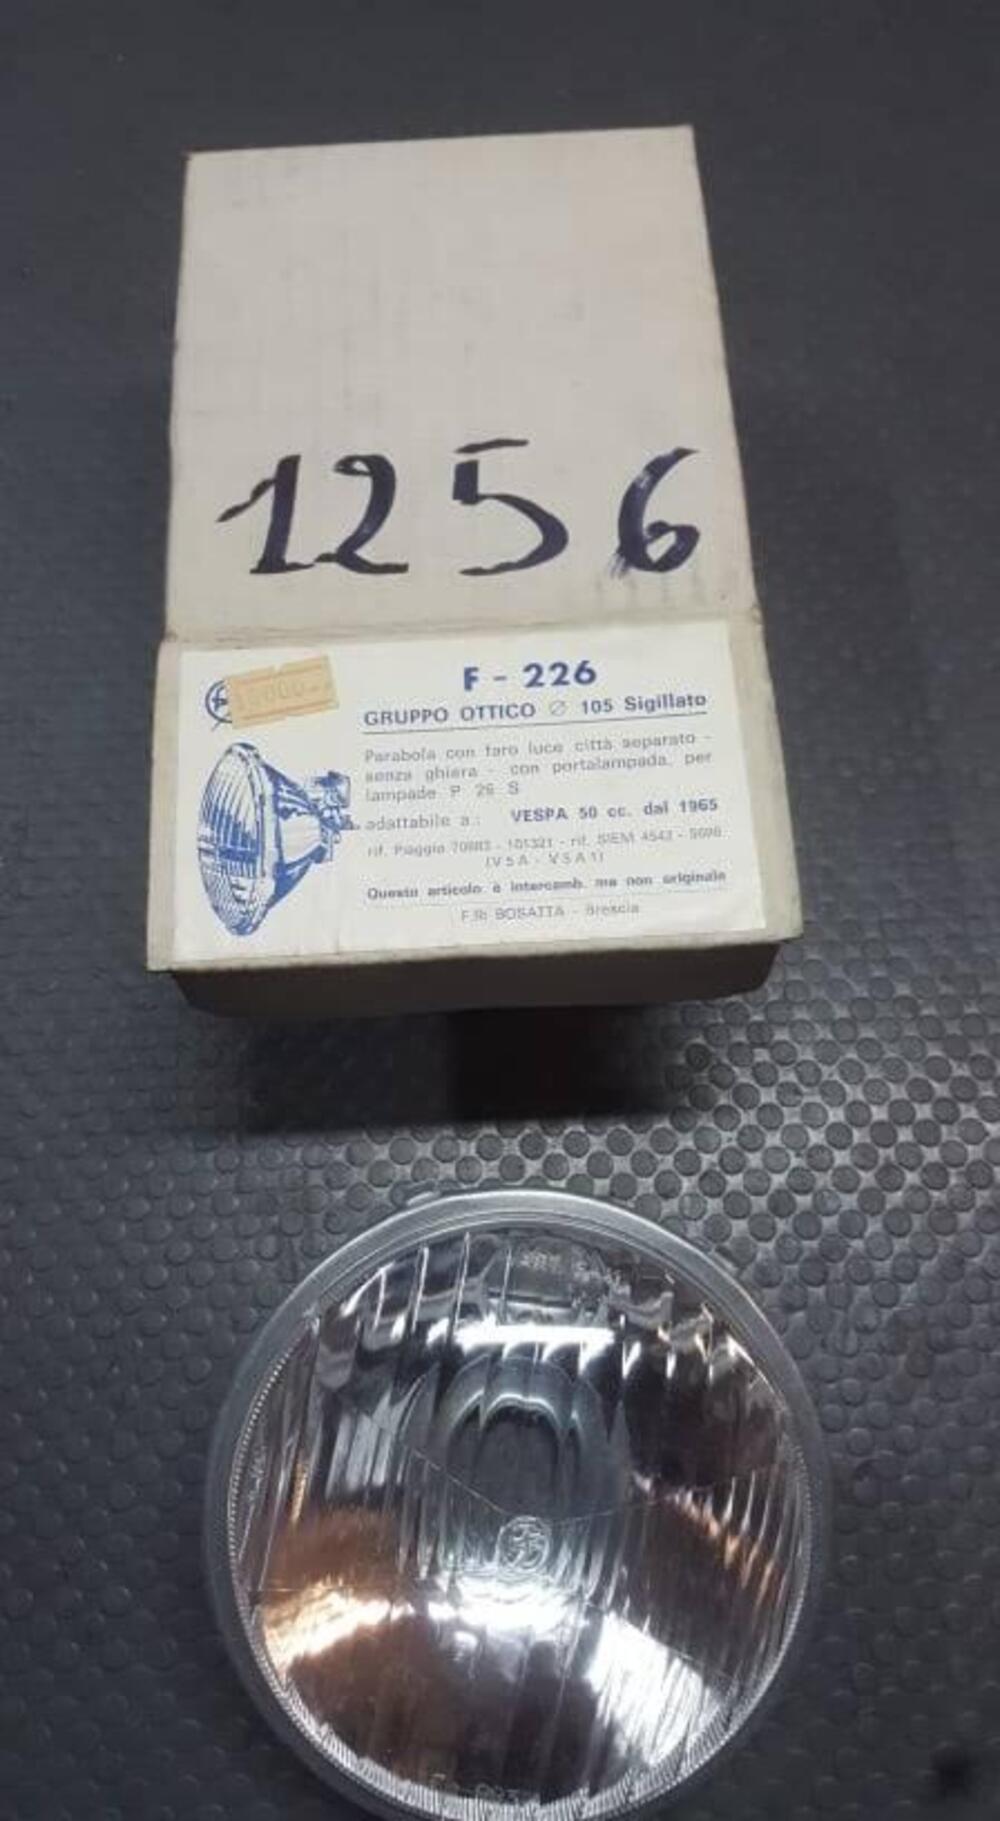 1256
F - 226
GRUPPO OTTICO ∅ 105 Sigillato
Parabola con faro luce città separato -
senza ghiera - con portalampada per
lampade P 26 S
adattabile a: VESPA 50 cc. dal 1965
rif. Piaggio - 101321 - rif. SIEM 4543 -
(V5A - V5A1)
Questo articolo è intercamb. ma non originale
F.lli BOSATTA - Brescia